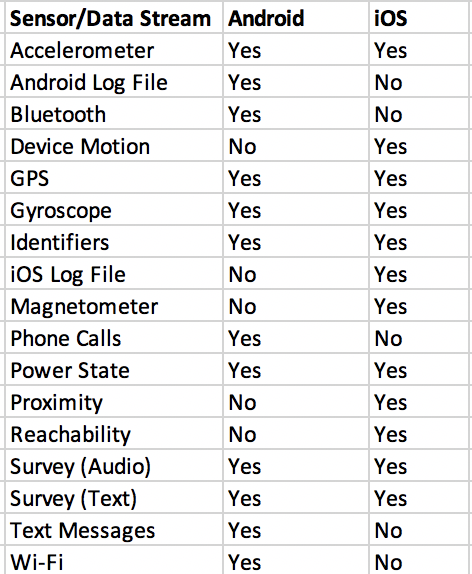 Sensor/Data Stream Android iOS
Accelerometer Yes Yes
Android Log File Yes No
Bluetooth Yes No
Device Motion No Yes
GPS Yes Yes
Gyroscope Yes Yes
Identifiers Yes Yes
iOS Log File No Yes
Magnetometer No Yes
Phone Calls Yes No
Power State Yes Yes
Proximity No Yes
Reachability No Yes
Survey (Audio) Yes Yes
Survey (Text) Yes Yes
Text Messages Yes No
Wi-Fi Yes No